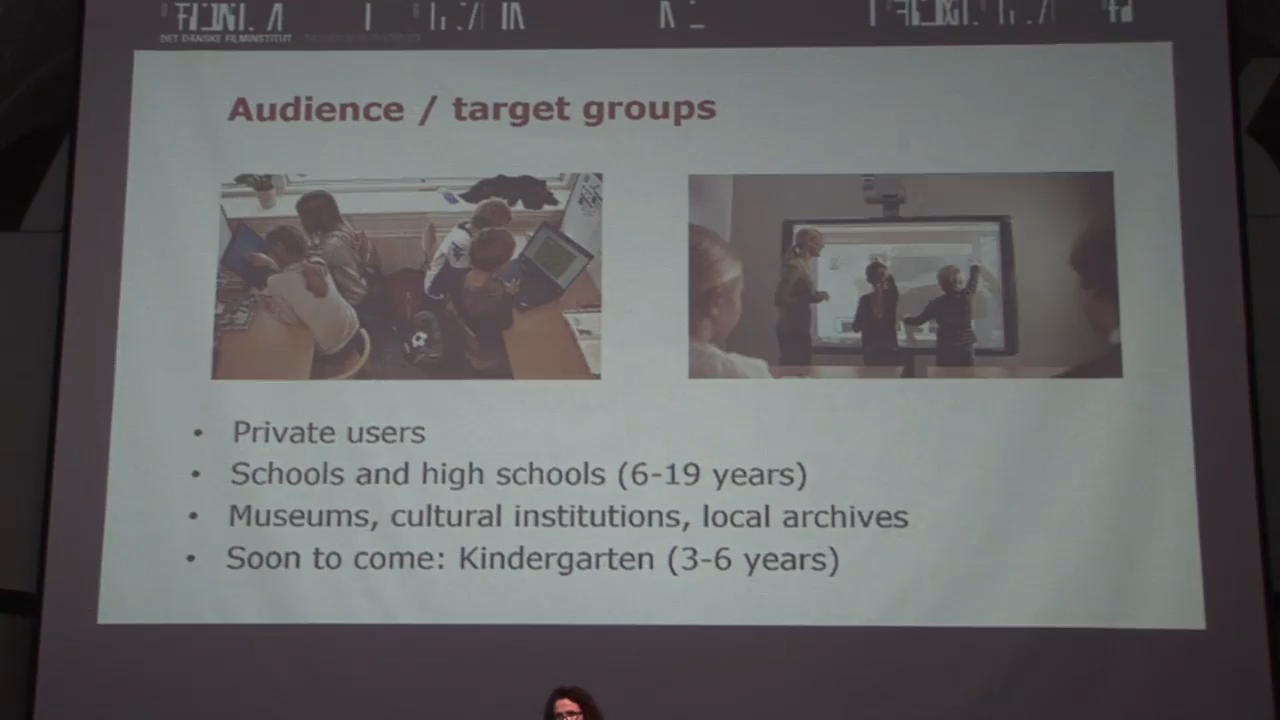 DET DANSKE FILMINSTITUT
Audience / target groups
• Private users
• Schools and high schools (6-19 years)
• Museums, cultural institutions, local archives
• Soon to come: Kindergarten (3-6 years)